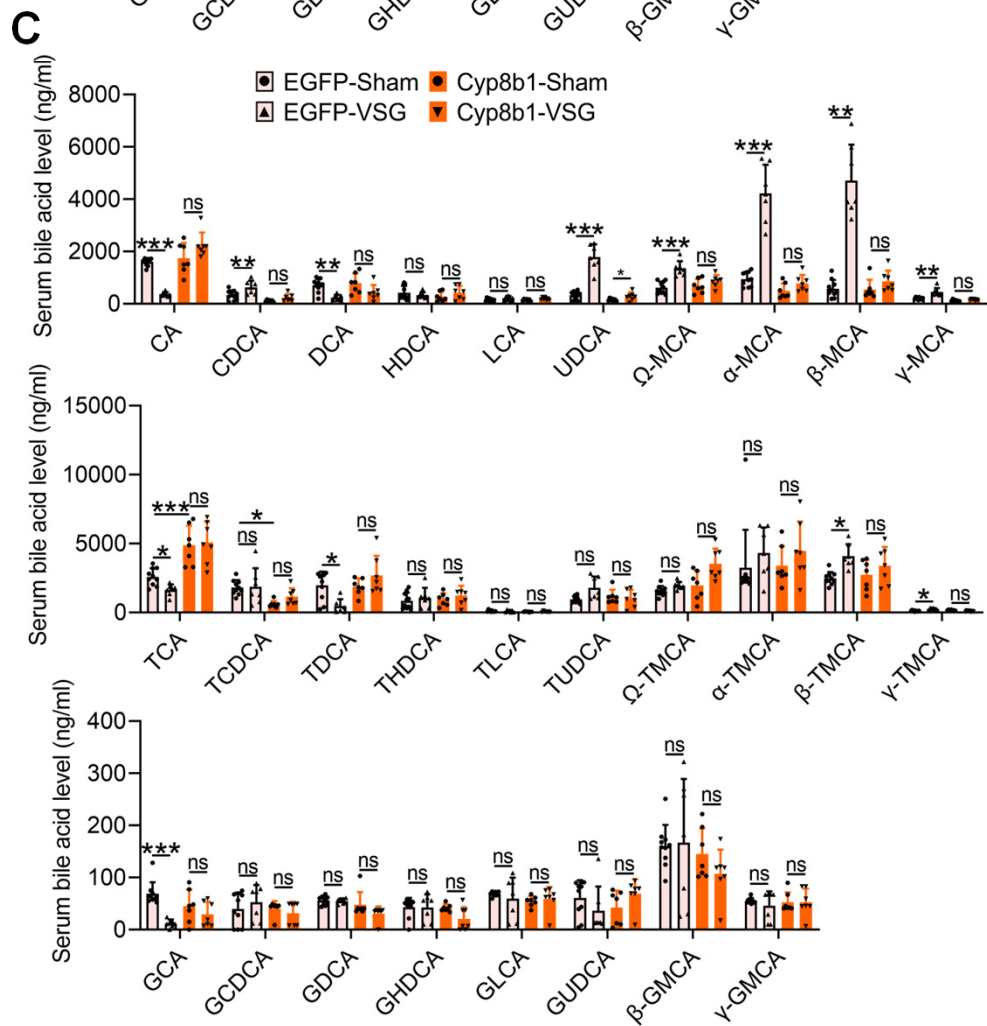 C
EGFP-Sham Cyp8b1-Sham
EGFP-VSG Cyp8b1-VSG
Serum bile acid level (ng/ml)
8000
6000
4000
2000
0
*** ns ** ns ** ns ns ns ns ns *** * *** ns *** ns ** ns ** ns
CA CDCA DCA HDCA LCA UDCA Ω-MCA α-MCA β-MCA γ-MCA
Serum bile acid level (ng/ml)
15000
10000
5000
0
*** * ns * ns * ns ns ns ns ns ns ns ns ns ns * ns * ns
TCA TCDCA TDCA THDCA TLCA TUDCA Ω-TMCA α-TMCA β-TMCA γ-TMCA
Serum bile acid level (ng/ml)
400
300
200
100
0
*** ns ns ns ns ns ns ns ns ns ns ns ns ns ns ns
GCA GCDCA GDCA GHDCA GLCA GUDCA β-GMCA γ-GMCA